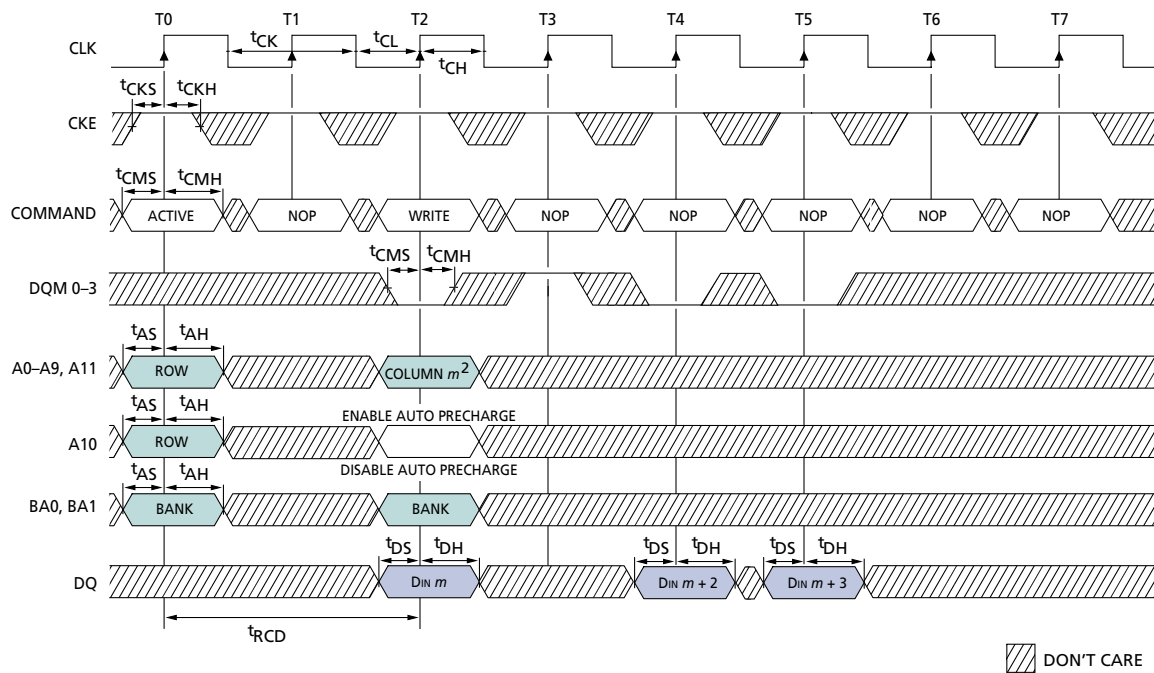 T0 T1 T2 T3 T4 T5 T6 T7
CLK tCK tCL tCH
tCKS tCKH
CKE
tCMS tCMH
COMMAND ACTIVE NOP WRITE NOP NOP NOP NOP NOP
tCMS tCMH
DQM 0–3
tAS tAH
A0–A9, A11 ROW COLUMN m2
tAS tAH ENABLE AUTO PRECHARGE
A10 ROW
DISABLE AUTO PRECHARGE
tAS tAH
BA0, BA1 BANK BANK
tDS tDH tDS tDH tDS tDH
DQ DIN m DIN m + 2 DIN m + 3
tRCD
DON'T CARE